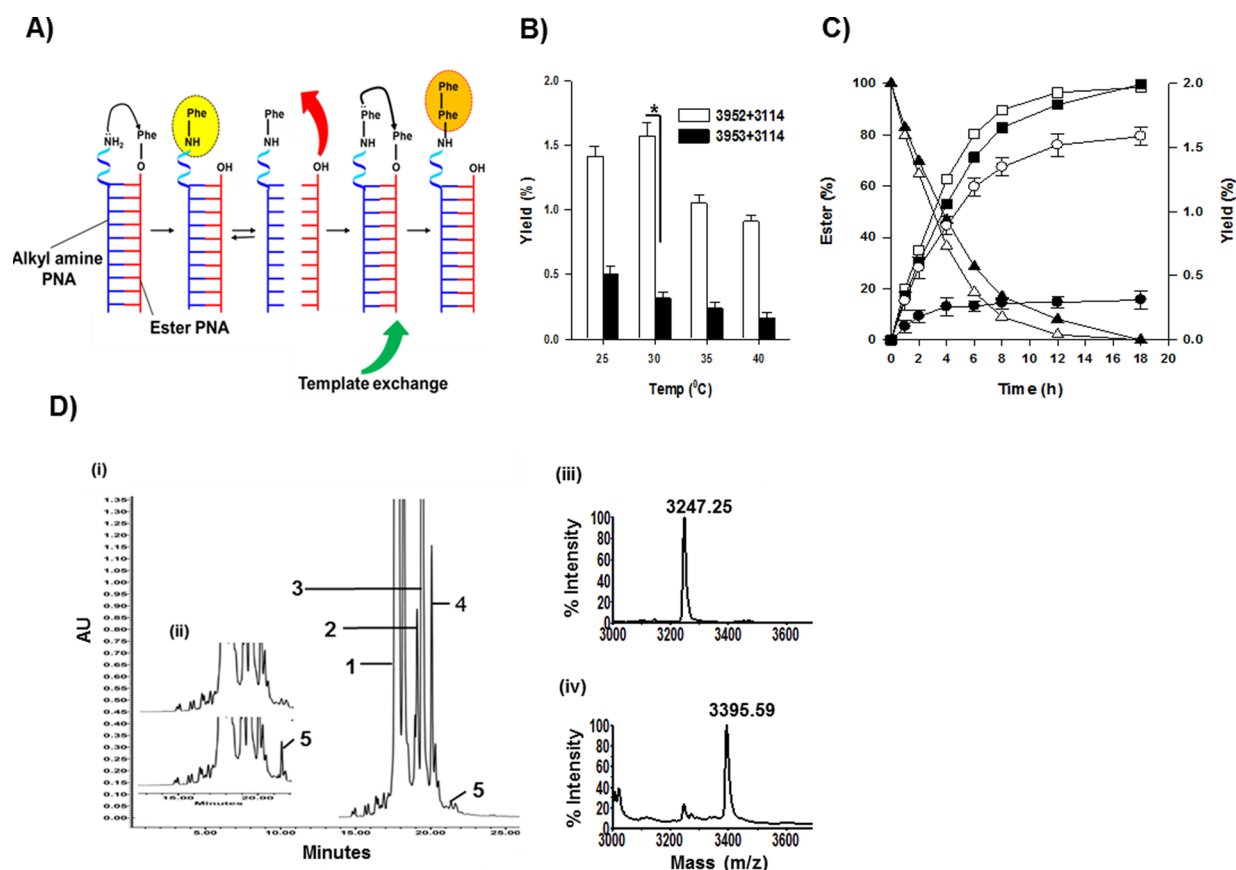 A)
Phe
Phe
NH
Phe
NH2
O
OH
Phe
NH
OH
Phe
NH
Phe
O
Phe
Phe
NH
OH
Alkyl amine
PNA
Ester PNA
Template exchange
B)
2.0
1.5
1.0
0.5
0.0
Yield (%)
*
3952+3114
3953+3114
25 30 35 40
Temp (⁰C)
C)
100
80
60
40
20
0
Ester (%)
2.0
1.5
1.0
0.5
0.0
Yield (%)
0 2 4 6 8 10 12 14 16 18 20
Time (h)
D)
(i)
1.35
1.30
1.25
1.20
1.15
1.10
1.05
1.00
0.95
0.90
0.85
0.80
0.75
0.70
0.65
0.60
0.55
0.50
0.45
0.40
0.35
0.30
0.25
0.20
0.15
0.10
0.05
0.00
AU
3
2
4
1
5
5.00 10.00 15.00 20.00 25.00
Minutes
(ii)
5
15.00 20.00
Minutes
(iii)
3247.25
100
80
60
40
20
0
% Intensity
3000 3200 3400 3600
(iv)
3395.59
100
80
60
40
20
0
% Intensity
3000 3200 3400 3600
Mass (m/z)